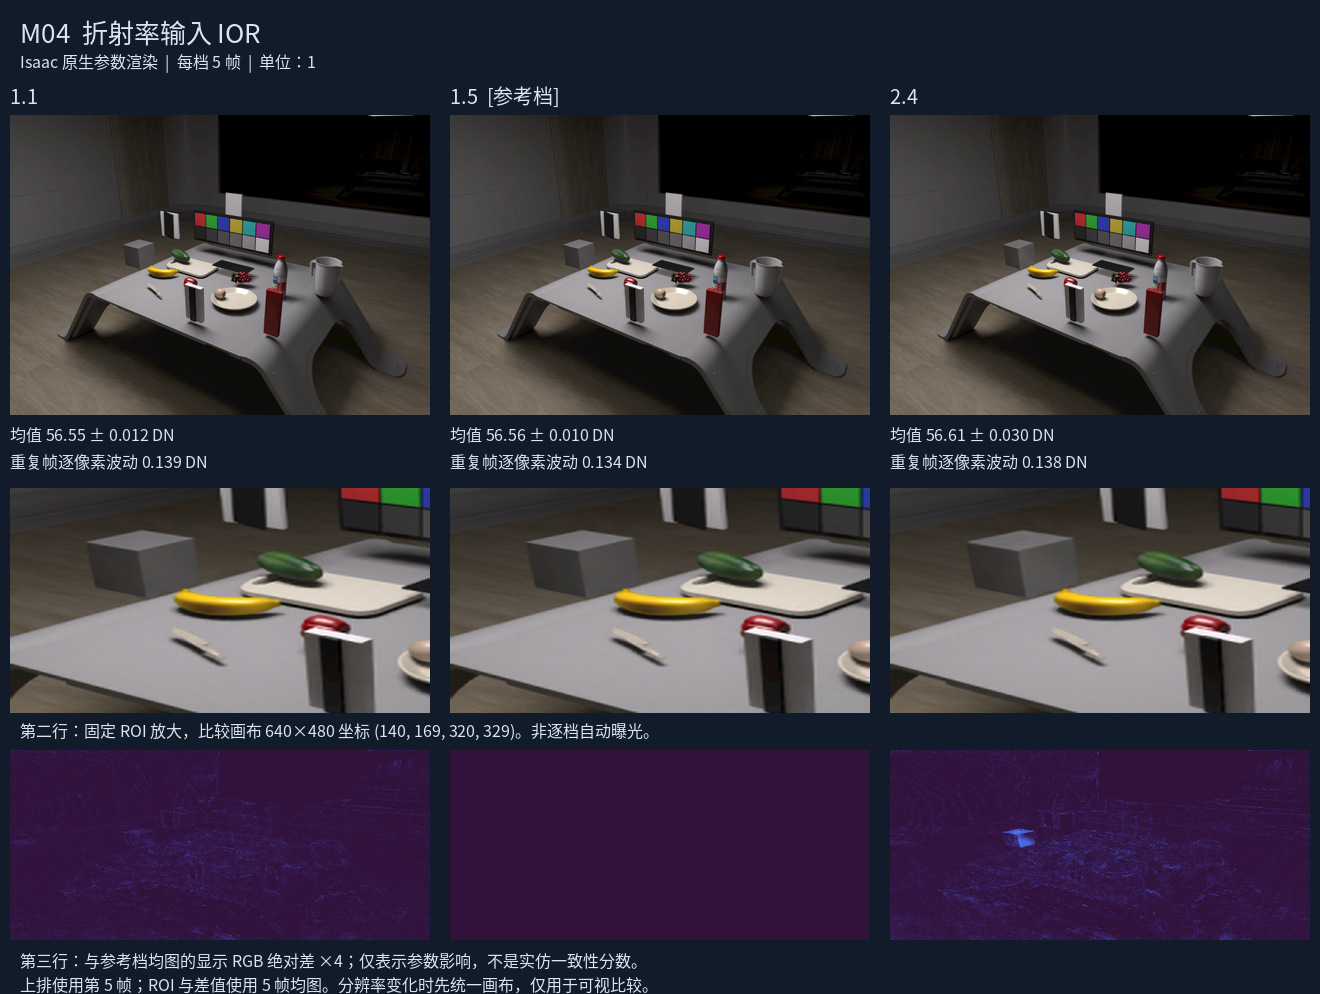 M04 折射率输入 IOR
Isaac 原生参数渲染 | 每档 5 帧 | 单位：1
1.1
1.5 [参考档]
2.4
均值 56.55 ± 0.012 DN
重复帧逐像素波动 0.139 DN
均值 56.56 ± 0.010 DN
重复帧逐像素波动 0.134 DN
均值 56.61 ± 0.030 DN
重复帧逐像素波动 0.138 DN
第二行：固定 ROI 放大，比较画布 640×480 坐标 (140, 169, 320, 329)。非逐档自动曝光。
第三行：与参考档均图的显示 RGB 绝对差 ×4；仅表示参数影响，不是实仿一致性分数。
上排使用第 5 帧；ROI 与差值使用 5 帧均图。分辨率变化时先统一画布，仅用于可视比较。